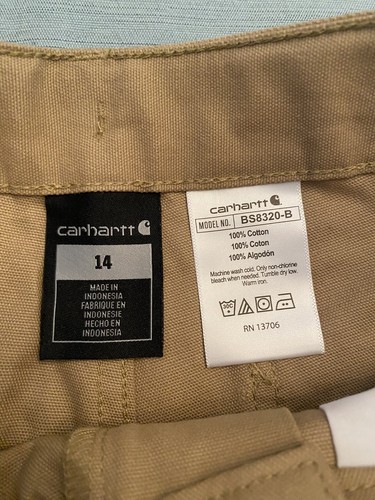 carhartt
14
MADE IN
INDONESIA
FABRIQUE EN
INDONESIE
HECHO EN
INDONESIA
carhartt
MODEL NO. BS8320-B
100% Cotton
100% Coton
100% Algodón
Machine wash cold. Only non-chlorine
bleach when needed. Tumble dry low.
Warm iron.
RN 13706